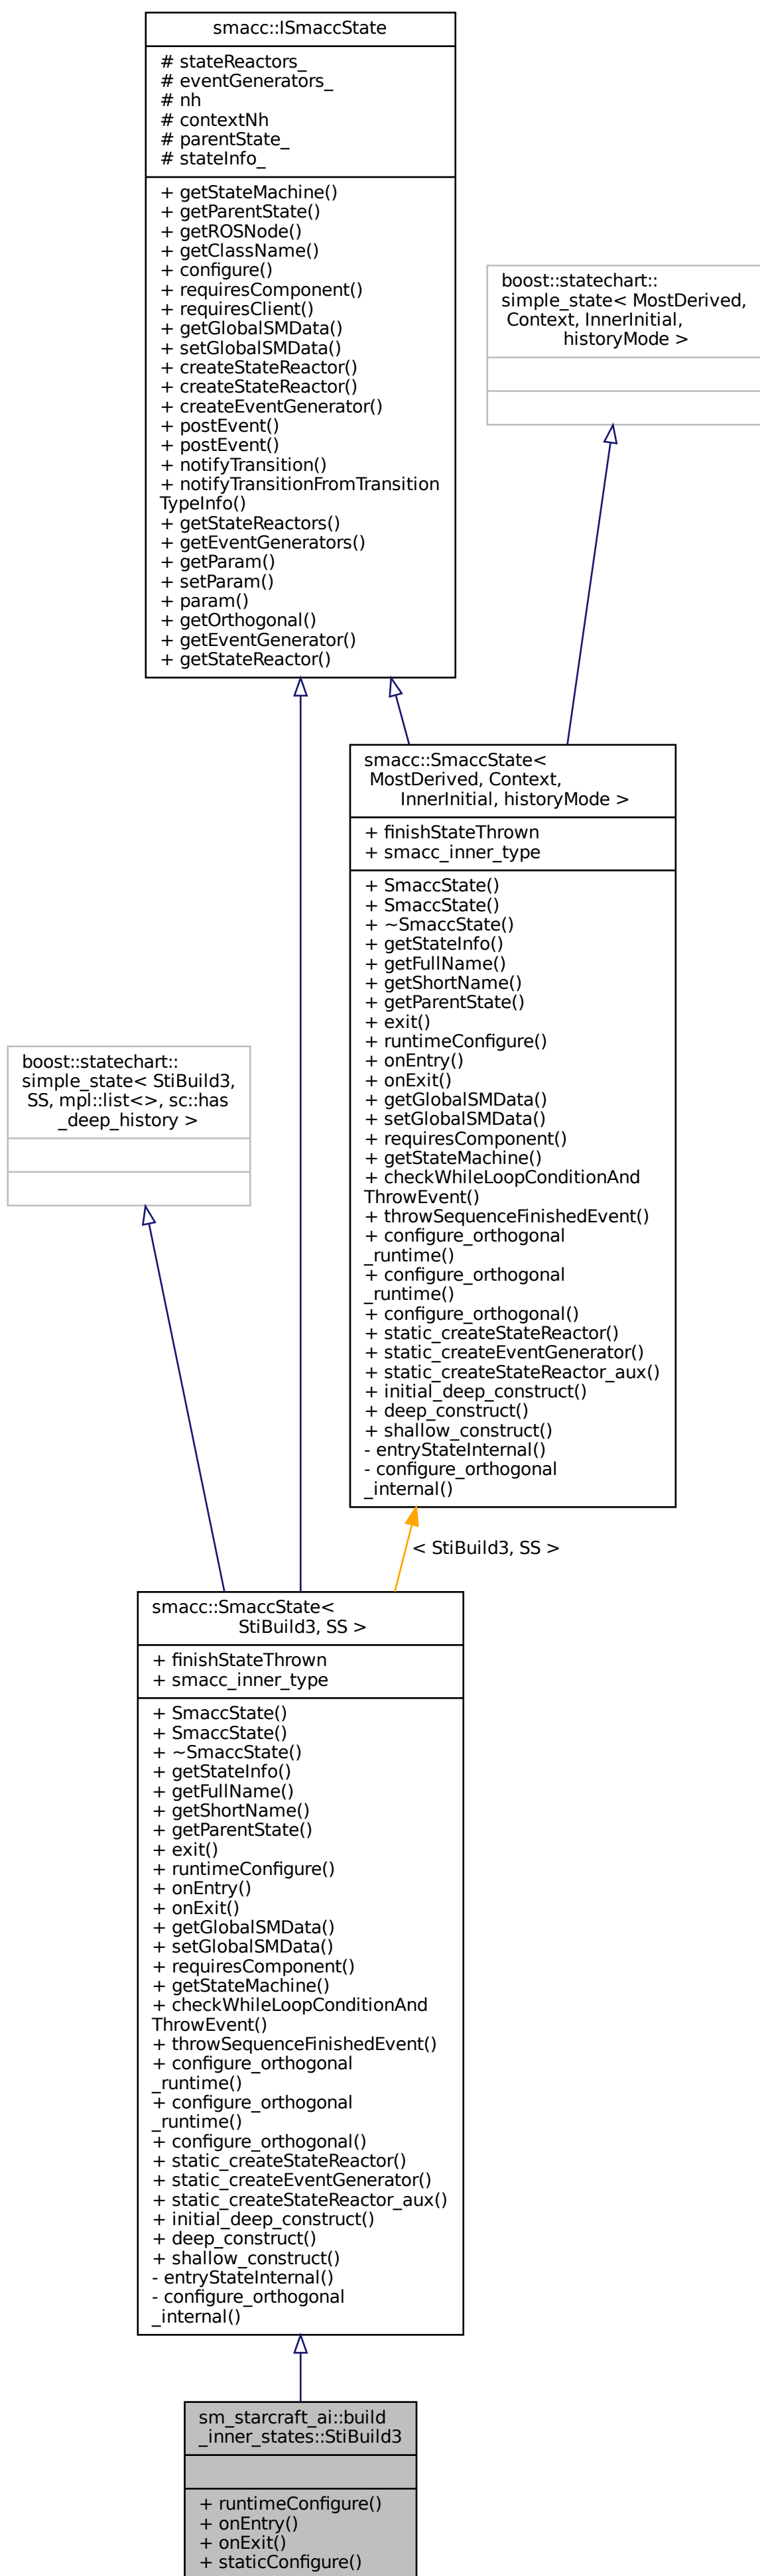 smacc::ISmaccState
# stateReactors_
# eventGenerators_
# nh
# contextNh
# parentState_
# stateInfo_
+ getStateMachine()
+ getParentState()
+ getROSNode()
+ getClassName()
+ configure()
+ requiresComponent()
+ requiresClient()
+ getGlobalSMData()
+ setGlobalSMData()
+ createStateReactor()
+ createStateReactor()
+ createEventGenerator()
+ postEvent()
+ postEvent()
+ notifyTransition()
+ notifyTransitionFromTransition
TypeInfo()
+ getStateReactors()
+ getEventGenerators()
+ getParam()
+ setParam()
+ param()
+ getOrthogonal()
+ getEventGenerator()
+ getStateReactor()
boost::statechart::
simple_state< MostDerived,
Context, InnerInitial,
historyMode >
smacc::SmaccState<
MostDerived, Context,
InnerInitial, historyMode >
+ finishStateThrown
+ smacc_inner_type
+ SmaccState()
+ SmaccState()
+ ~SmaccState()
+ getStateInfo()
+ getFullName()
+ getShortName()
+ getParentState()
+ exit()
+ runtimeConfigure()
+ onEntry()
+ onExit()
+ getGlobalSMData()
+ setGlobalSMData()
+ requiresComponent()
+ getStateMachine()
+ checkWhileLoopConditionAnd
ThrowEvent()
+ throwSequenceFinishedEvent()
+ configure_orthogonal
_runtime()
+ configure_orthogonal
_runtime()
+ configure_orthogonal()
+ static_createStateReactor()
+ static_createEventGenerator()
+ static_createStateReactor_aux()
+ initial_deep_construct()
+ deep_construct()
+ shallow_construct()
- entryStateInternal()
- configure_orthogonal
_internal()
boost::statechart::
simple_state< StiBuild3,
SS, mpl::list<>, sc::has
_deep_history >
< StiBuild3, SS >
smacc::SmaccState<
StiBuild3, SS >
+ finishStateThrown
+ smacc_inner_type
+ SmaccState()
+ SmaccState()
+ ~SmaccState()
+ getStateInfo()
+ getFullName()
+ getShortName()
+ getParentState()
+ exit()
+ runtimeConfigure()
+ onEntry()
+ onExit()
+ getGlobalSMData()
+ setGlobalSMData()
+ requiresComponent()
+ getStateMachine()
+ checkWhileLoopConditionAnd
ThrowEvent()
+ throwSequenceFinishedEvent()
+ configure_orthogonal
_runtime()
+ configure_orthogonal
_runtime()
+ configure_orthogonal()
+ static_createStateReactor()
+ static_createEventGenerator()
+ static_createStateReactor_aux()
+ initial_deep_construct()
+ deep_construct()
+ shallow_construct()
- entryStateInternal()
- configure_orthogonal
_internal()
sm_starcraft_ai::build
_inner_states::StiBuild3
+ runtimeConfigure()
+ onEntry()
+ onExit()
+ staticConfigure()